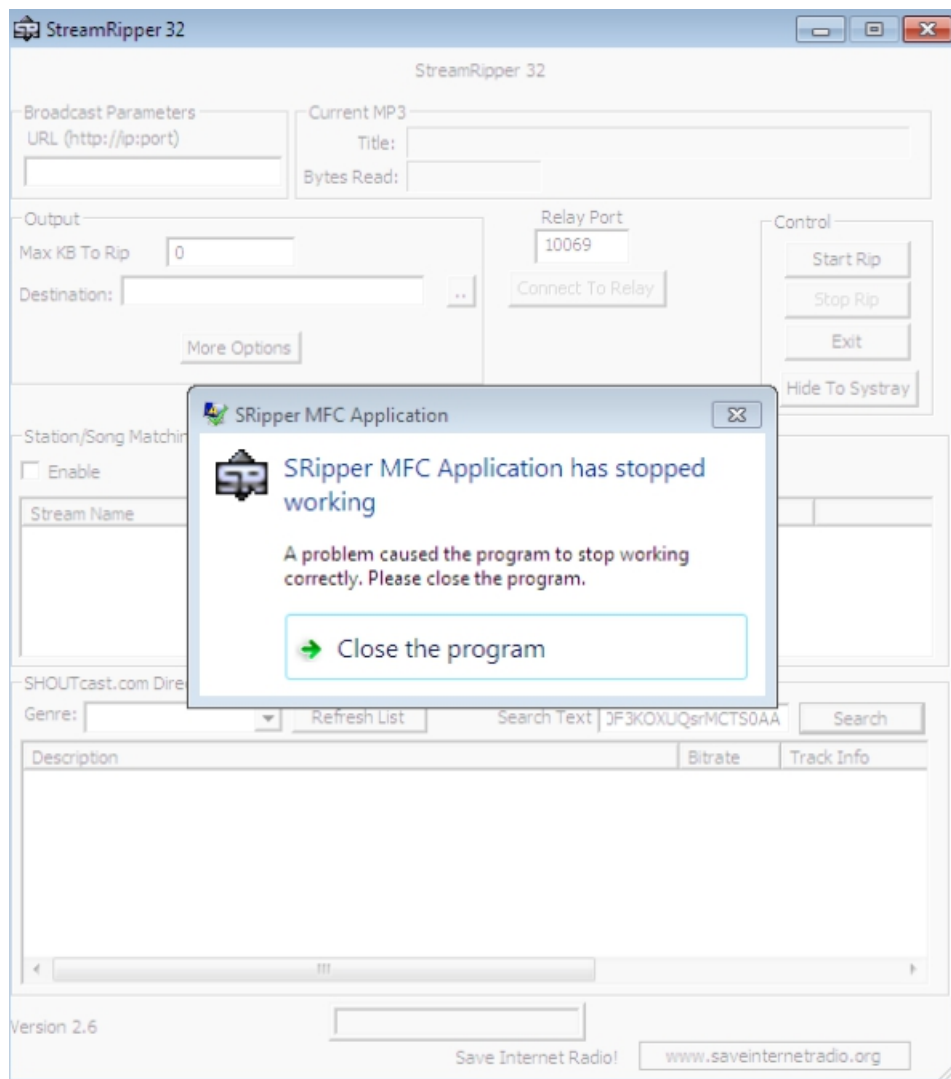 StreamRipper 32
StreamRipper 32
Broadcast Parameters
URL (http://ip:port)
Current MP3
Title:
Bytes Read:
Output
Max KB To Rip 0
Destination:
..
More Options
Relay Port
10069
Connect To Relay
Control
Start Rip
Stop Rip
Exit
Hide To Systray
Station/Song Matchin
Enable
Stream Name
SRipper MFC Application
SR
SRipper MFC Application has stopped
working
A problem caused the program to stop working
correctly. Please close the program.
Close the program
SHOUTcast.com Direc
Genre: Refresh List Search Text F3KOXUQsrMCTS0AA Search
Description Bitrate Track Info
Version 2.6
Save Internet Radio! www.saveinternetradio.org